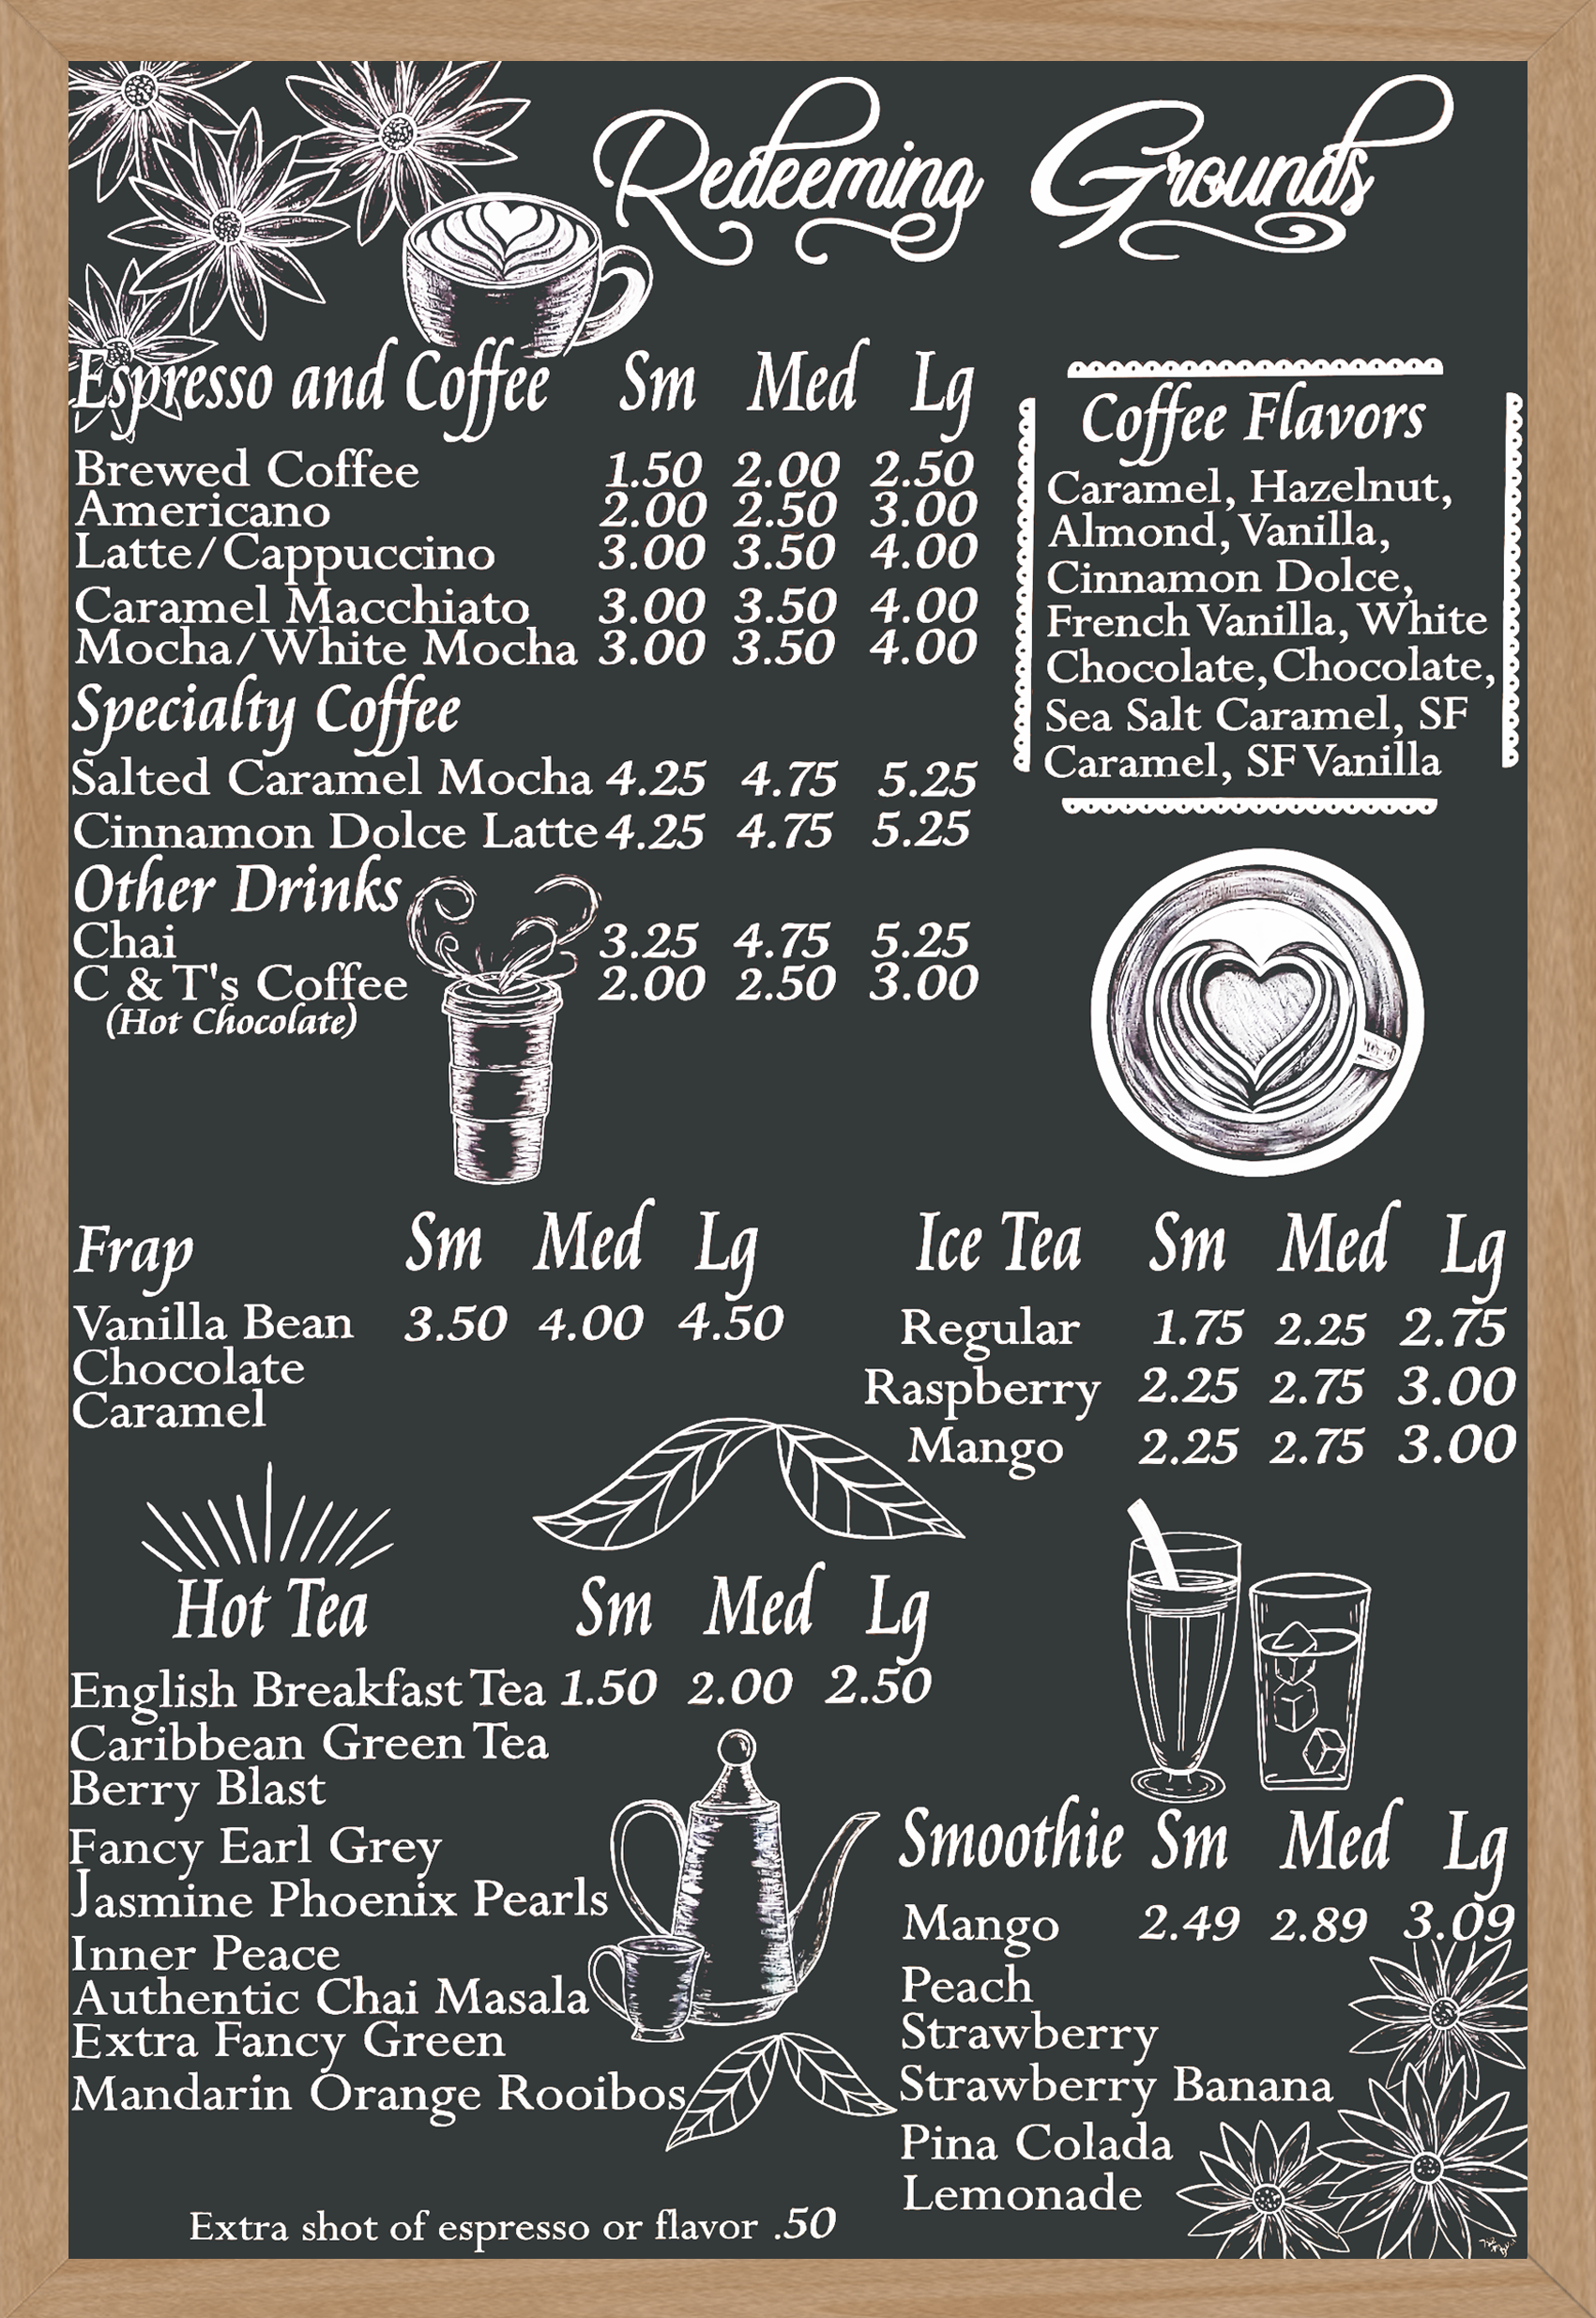 Redeeming Grounds
Espresso and Coffee Sm Med Lg
Brewed Coffee 1.50 2.00 2.50
Americano 2.00 2.50 3.00
Latte/Cappuccino 3.00 3.50 4.00
Caramel Macchiato 3.00 3.50 4.00
Mocha/White Mocha 3.00 3.50 4.00
Specialty Coffee
Salted Caramel Mocha 4.25 4.75 5.25
Cinnamon Dolce Latte 4.25 4.75 5.25
Other Drinks
Chai 3.25 4.75 5.25
C & T's Coffee 2.00 2.50 3.00
(Hot Chocolate)
Coffee Flavors
Caramel, Hazelnut,
Almond, Vanilla,
Cinnamon Dolce,
French Vanilla, White
Chocolate, Chocolate,
Sea Salt Caramel, SF
Caramel, SF Vanilla
Frap Sm Med Lg
Vanilla Bean 3.50 4.00 4.50
Chocolate
Caramel
Ice Tea Sm Med Lg
Regular 1.75 2.25 2.75
Raspberry 2.25 2.75 3.00
Mango 2.25 2.75 3.00
Hot Tea Sm Med Lg
English Breakfast Tea 1.50 2.00 2.50
Caribbean Green Tea
Berry Blast
Fancy Earl Grey
Jasmine Phoenix Pearls
Inner Peace
Authentic Chai Masala
Extra Fancy Green
Mandarin Orange Rooibos
Smoothie Sm Med Lg
Mango 2.49 2.89 3.09
Peach
Strawberry
Strawberry Banana
Pina Colada
Lemonade
Extra shot of espresso or flavor .50